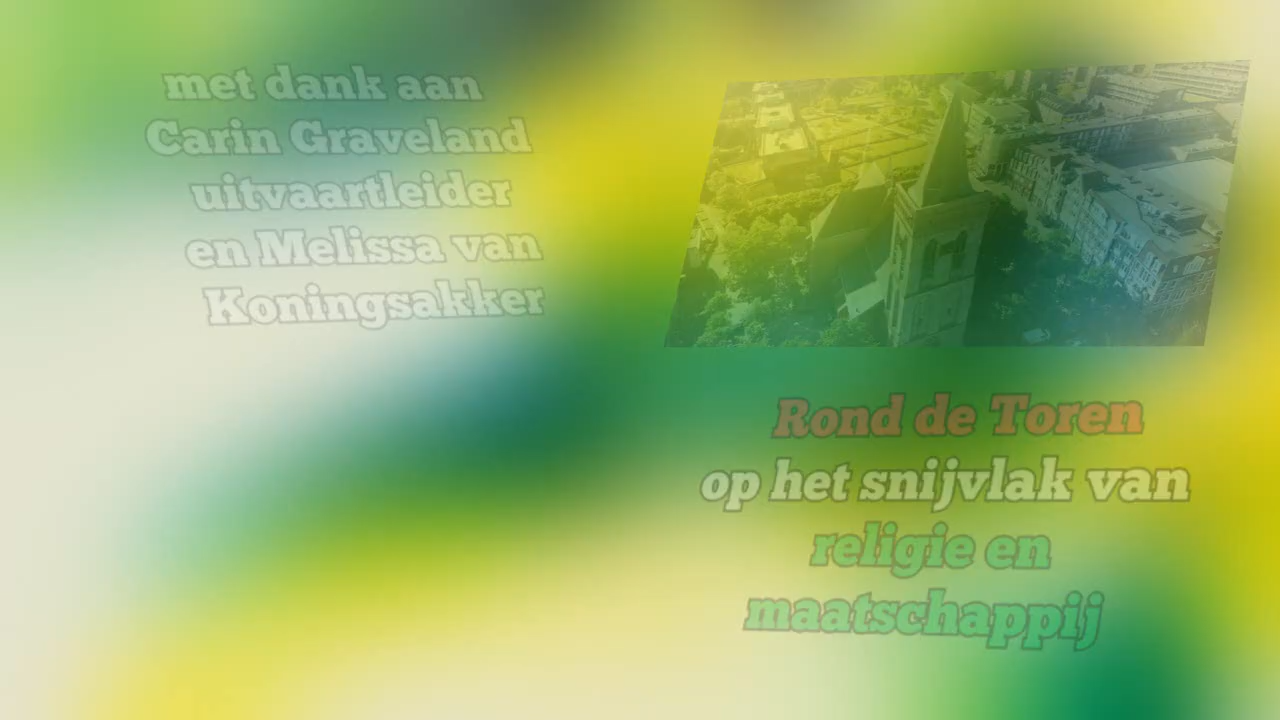 met dank aan
Carin Graveland
uitvaartleider
en Melissa van
Koningsakker
Rond de Toren
op het snijvlak van
religie en
maatschappij